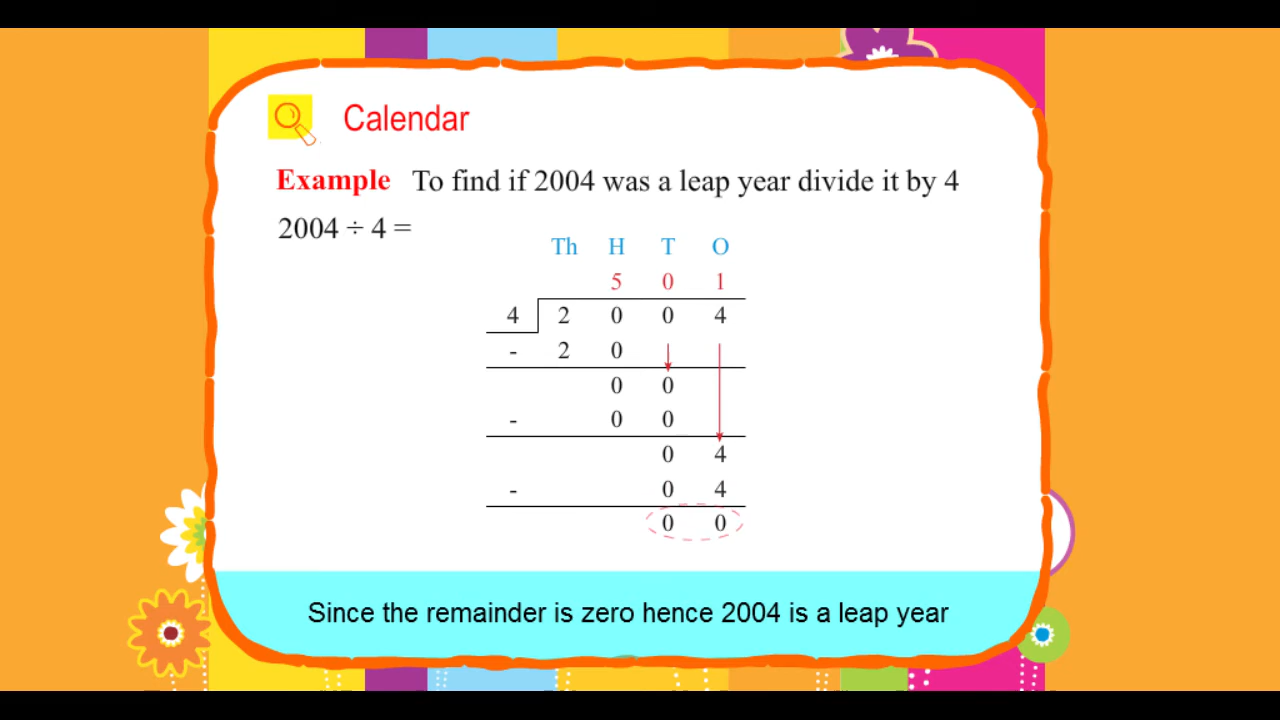 Calendar
Example To find if 2004 was a leap year divide it by 4
2004 ÷ 4 =
Th H T O
5 0 1
4 2 0 0 4
- 2 0
0 0
- 0 0
0 4
- 0 4
0 0
Since the remainder is zero hence 2004 is a leap year